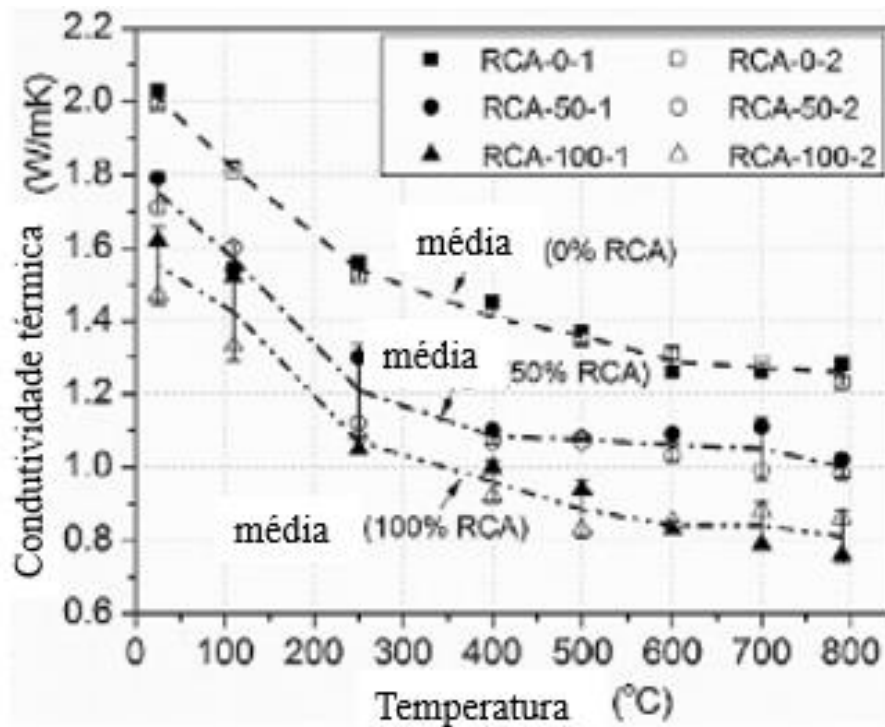 Condutividade térmica (W/mK)
2.2
2.0
1.8
1.6
1.4
1.2
1.0
0.8
0.6
RCA-0-1 RCA-0-2
RCA-50-1 RCA-50-2
RCA-100-1 RCA-100-2
média (0% RCA)
média 50% RCA)
média (100% RCA)
0 100 200 300 400 500 600 700 800
Temperatura (°C)